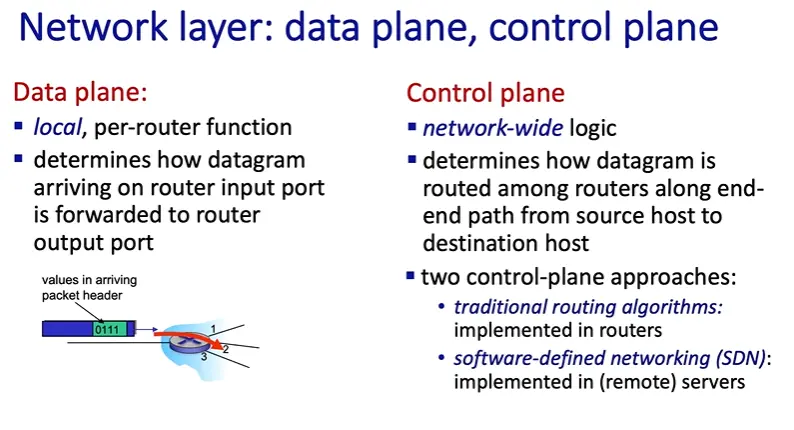 Network layer: data plane, control plane
Data plane:
▪ local, per-router function
▪ determines how datagram
arriving on router input port
is forwarded to router
output port
values in arriving
packet header
0111
1
2
3
Control plane
▪ network-wide logic
▪ determines how datagram is
routed among routers along end-
end path from source host to
destination host
▪ two control-plane approaches:
• traditional routing algorithms:
implemented in routers
• software-defined networking (SDN):
implemented in (remote) servers